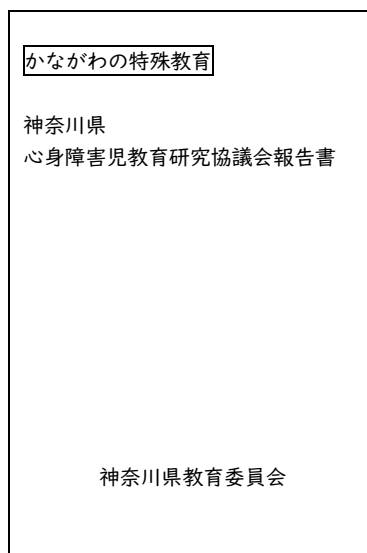 かながわの特殊教育
神奈川県
心身障害児教育研究協議会報告書
神奈川県教育委員会